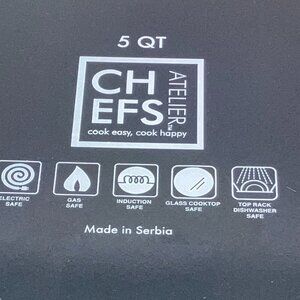 5 QT
CH
EFS
ATELIER™
cook easy, cook happy
ELECTRIC
SAFE
GAS
SAFE
INDUCTION
SAFE
GLASS COOKTOP
SAFE
TOP RACK
DISHWASHER
SAFE
Made in Serbia